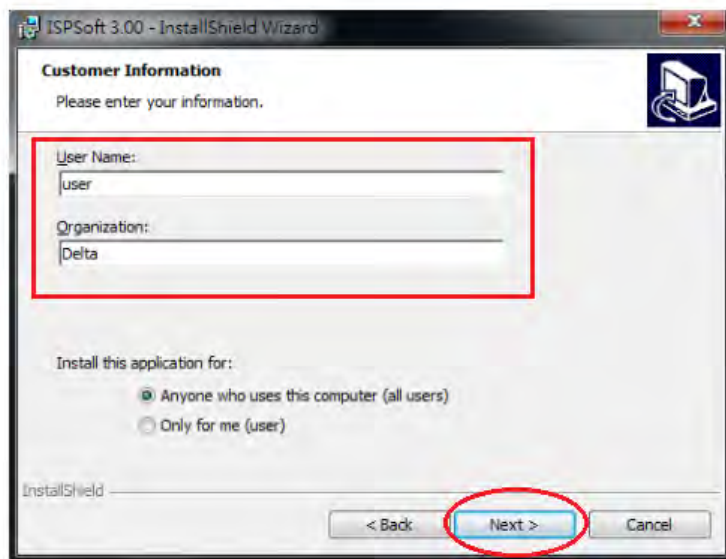 ISPSoft 3.00 - InstallShield Wizard
Customer Information
Please enter your information.
User Name:
user
Organization:
Delta
Install this application for:
Anyone who uses this computer (all users)
Only for me (user)
InstallShield
< Back Next > Cancel